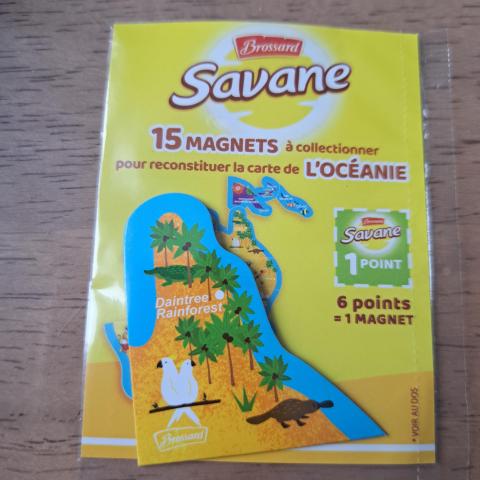 Brossard
Savane
15 MAGNETS à collectionner
pour reconstituer la carte de L'OCÉANIE
Brossard
Savane
1 POINT
6 points
= 1 MAGNET
Daintree
Rainforest
Brossard
* VOIR AU DOS